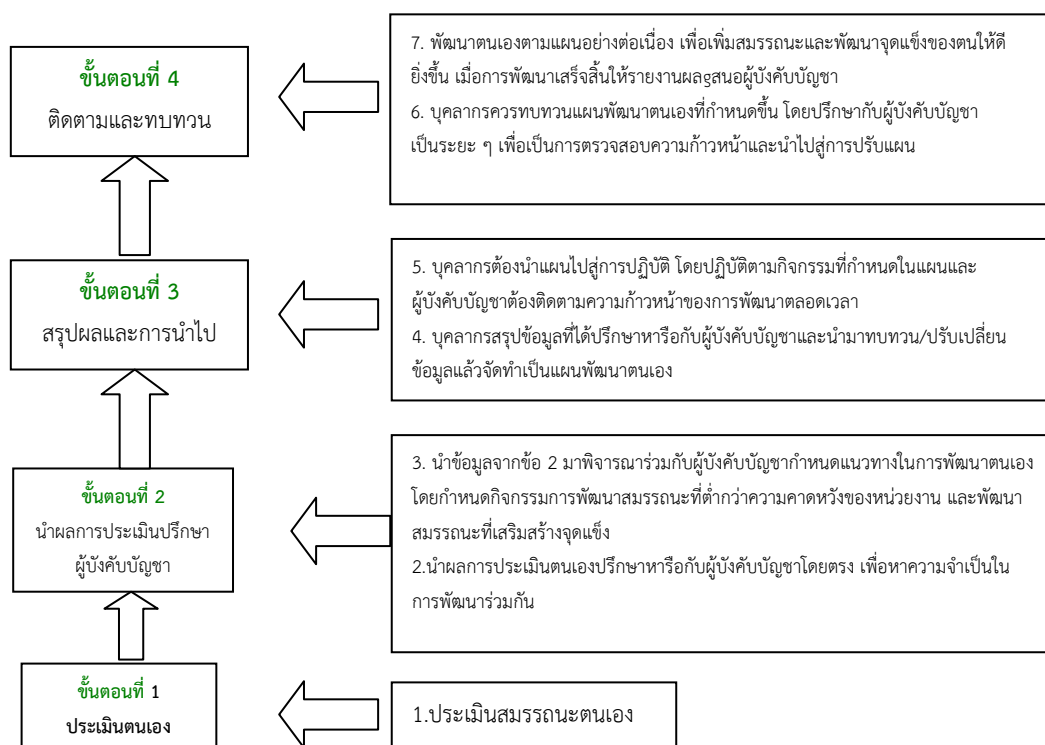 ขั้นตอนที่ 4
ติดตามและทบทวน
7. พัฒนาตนเองตามแผนอย่างต่อเนื่อง เพื่อเพิ่มสมรรถนะและพัฒนาจุดแข็งของตนให้ดี
ยิ่งขึ้น เมื่อการพัฒนาเสร็จสิ้นให้รายงานผลgสนอผู้บังคับบัญชา
6. บุคลากรควรทบทวนแผนพัฒนาตนเองที่กำหนดขึ้น โดยปรึกษากับผู้บังคับบัญชา
เป็นระยะ ๆ เพื่อเป็นการตรวจสอบความก้าวหน้าและนำไปสู่การปรับแผน
ขั้นตอนที่ 3
สรุปผลและการนำไป
5. บุคลากรต้องนำแผนไปสู่การปฏิบัติ โดยปฏิบัติตามกิจกรรมที่กำหนดในแผนและ
ผู้บังคับบัญชาต้องติดตามความก้าวหน้าของการพัฒนาตลอดเวลา
4. บุคลากรสรุปข้อมูลที่ได้ปรึกษาหารือกับผู้บังคับบัญชาและนำมาทบทวน/ปรับเปลี่ยน
ข้อมูลแล้วจัดทำเป็นแผนพัฒนาตนเอง
ขั้นตอนที่ 2
นำผลการประเมินปรึกษา
ผู้บังคับบัญชา
3. นำข้อมูลจากข้อ 2 มาพิจารณาร่วมกับผู้บังคับบัญชากำหนดแนวทางในการพัฒนาตนเอง
โดยกำหนดกิจกรรมการพัฒนาสมรรถนะที่ต่ำกว่าความคาดหวังของหน่วยงาน และพัฒนา
สมรรถนะที่เสริมสร้างจุดแข็ง
2.นำผลการประเมินตนเองปรึกษาหารือกับผู้บังคับบัญชาโดยตรง เพื่อหาความจำเป็นใน
การพัฒนาร่วมกัน
ขั้นตอนที่ 1
ประเมินตนเอง
1.ประเมินสมรรถนะตนเอง